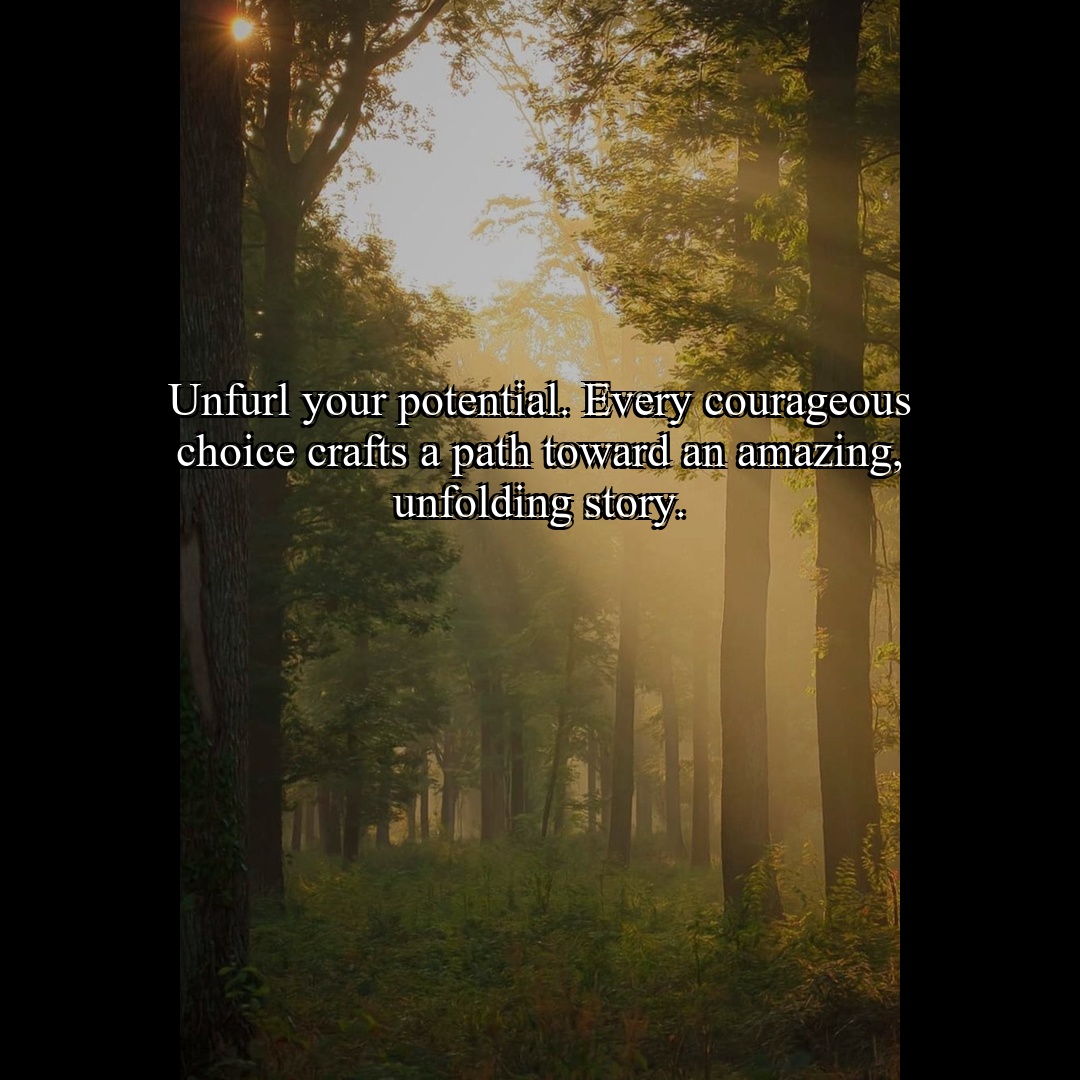 Unfurl your potential. Every courageous
choice crafts a path toward an amazing,
unfolding story.